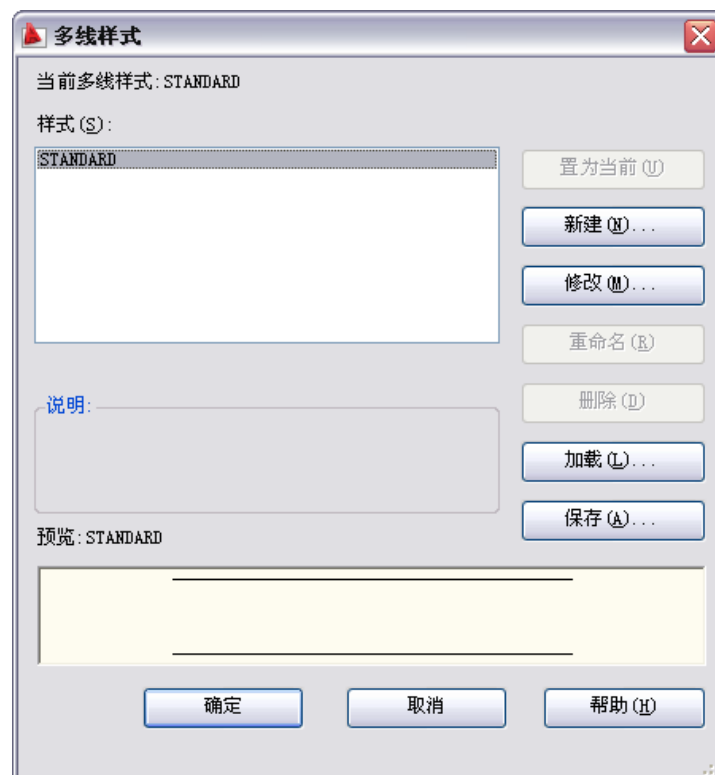 多线样式
当前多线样式:STANDARD
样式(S):
STANDARD
置为当前(U)
新建(N)...
修改(M)...
重命名(R)
删除(D)
加载(L)...
保存(A)...
说明:
预览:STANDARD
确定
取消
帮助(H)